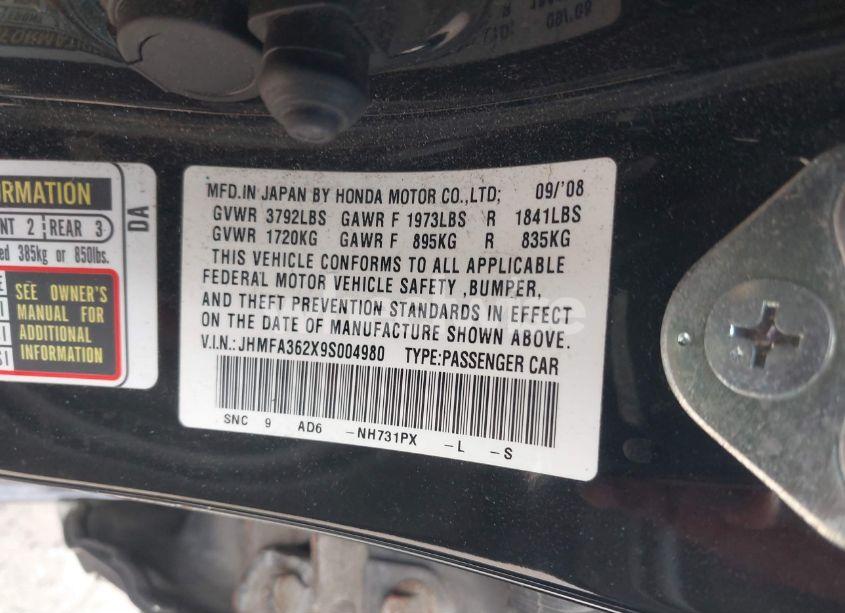 ORMATION
NT 2 REAR 3
ed 385kg or 850lbs.
SEE OWNER'S
MANUAL FOR
ADDITIONAL
INFORMATION
DA
MFD.IN JAPAN BY HONDA MOTOR CO.,LTD; 09/'08
GVWR 3792LBS GAWR F 1973LBS R 1841LBS
GVWR 1720KG GAWR F 895KG R 835KG
THIS VEHICLE CONFORMS TO ALL APPLICABLE
FEDERAL MOTOR VEHICLE SAFETY ,BUMPER,
AND THEFT PREVENTION STANDARDS IN EFFECT
ON THE DATE OF MANUFACTURE SHOWN ABOVE.
V.I.N.: JHMFA362X9S004980 TYPE:PASSENGER CAR
SNC 9 AD6 -NH731PX -L -S